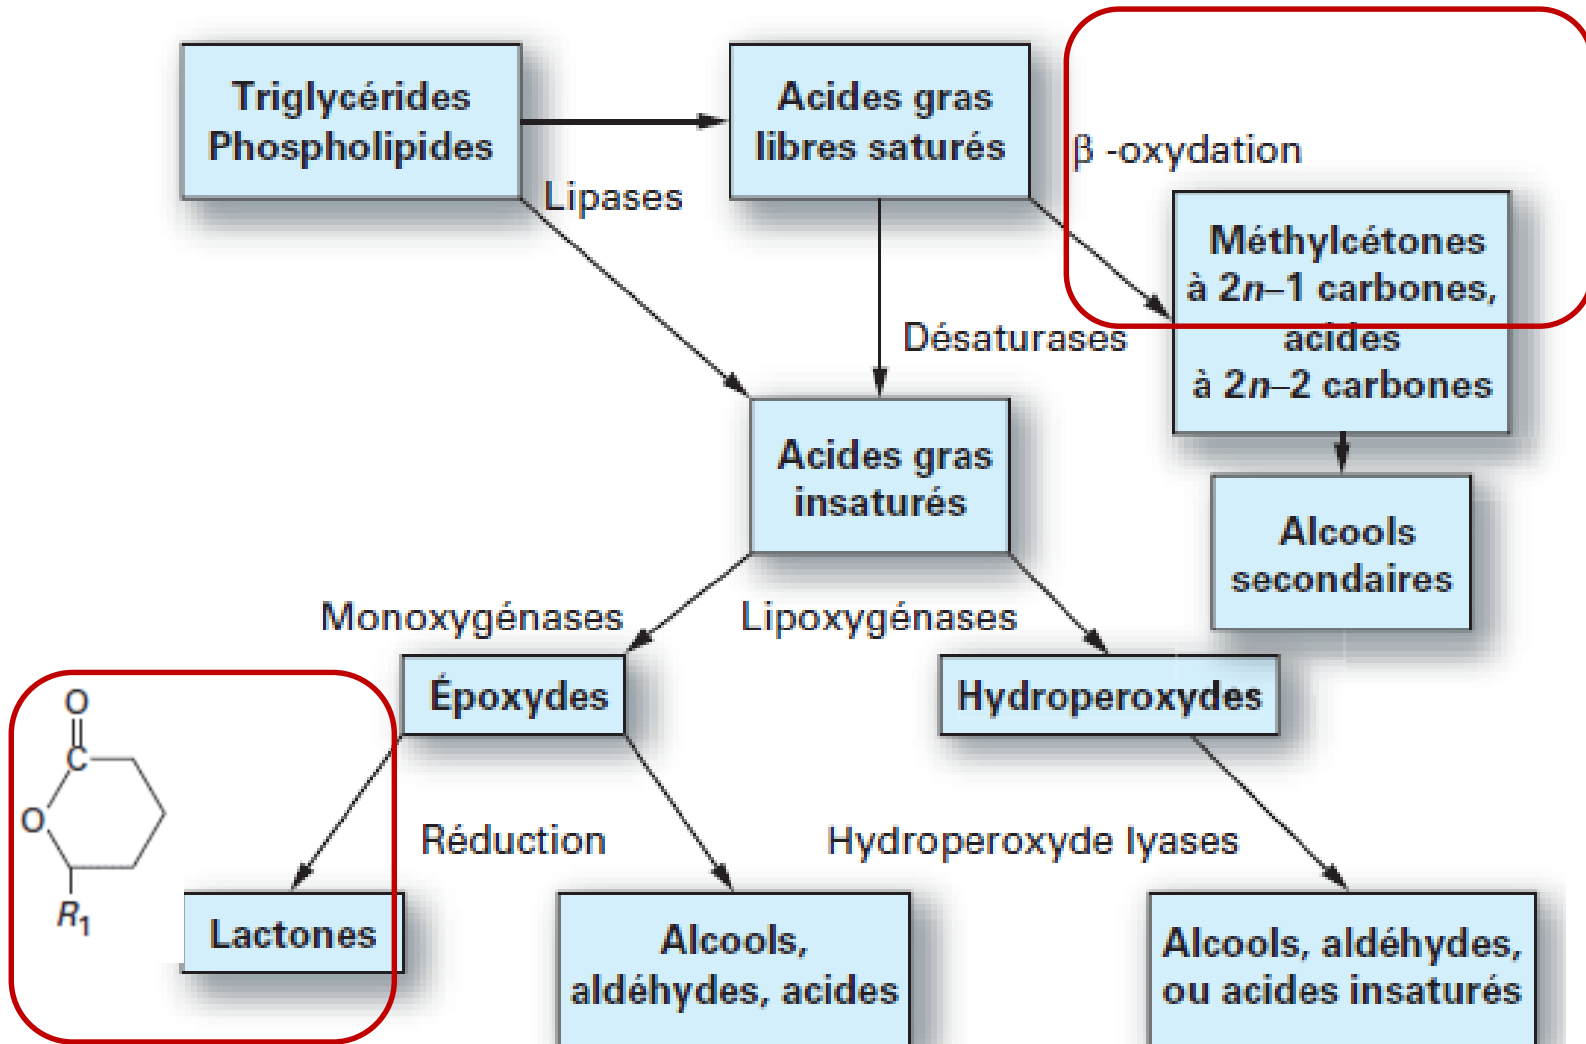 Triglycérides
Phospholipides
Acides gras
libres saturés
β -oxydation
Lipases
Méthylcétones
à 2n–1 carbones,
acides
à 2n–2 carbones
Désaturases
Acides gras
insaturés
Alcools
secondaires
Monoxygénases
Lipoxygénases
Époxydes
Hydroperoxydes
O
C
O
R1
Réduction
Hydroperoxyde lyases
Lactones
Alcools,
aldéhydes, acides
Alcools, aldéhydes,
ou acides insaturés